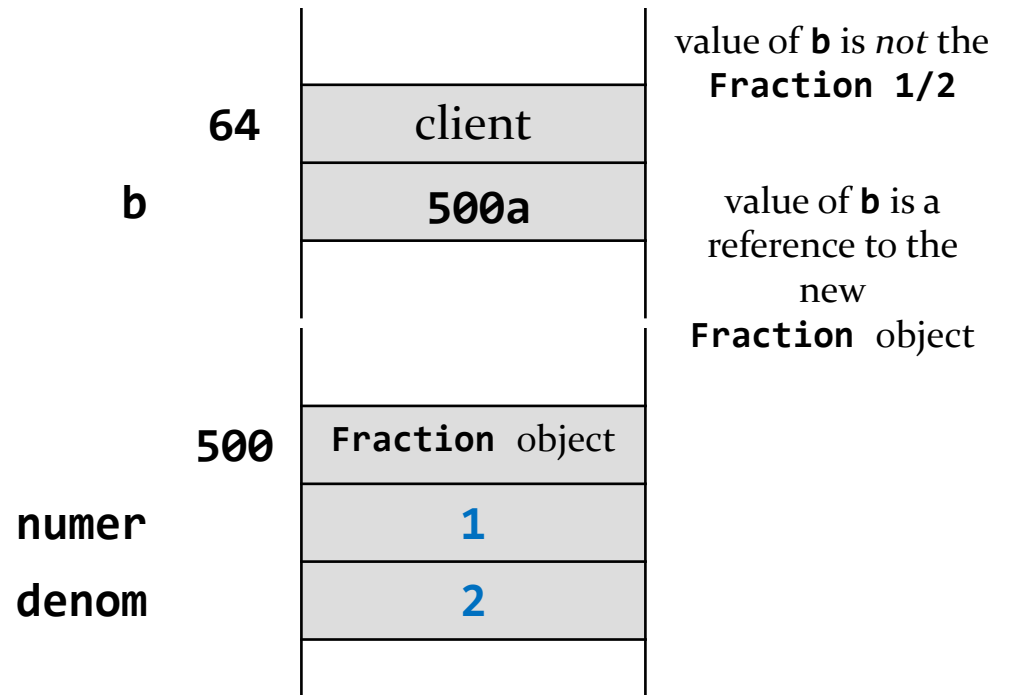 value of b is not the
Fraction 1/2
64 client
b 500a
value of b is a
reference to the
new
Fraction object
500 Fraction object
numer 1
denom 2